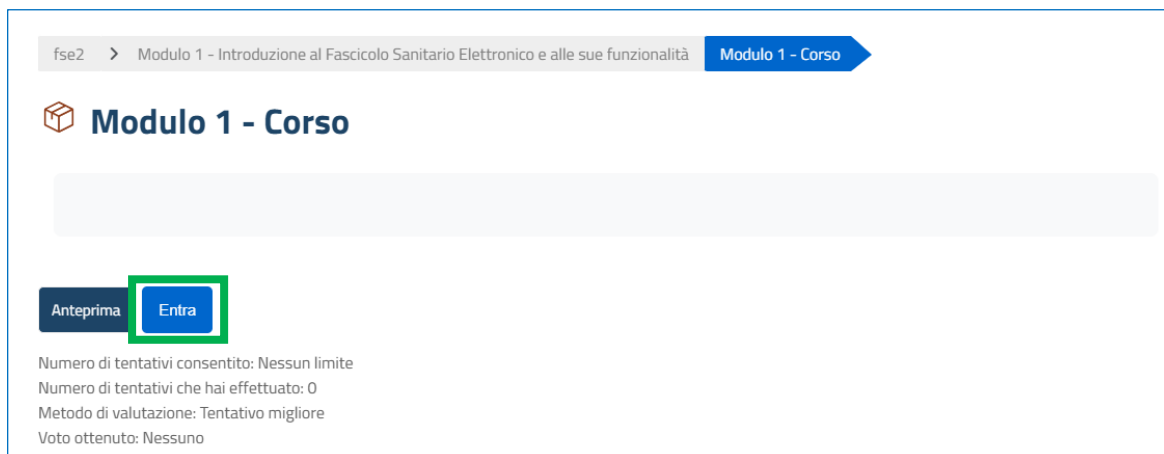 fse2 > Modulo 1 - Introduzione al Fascicolo Sanitario Elettronico e alle sue funzionalità Modulo 1 - Corso
Modulo 1 - Corso
Anteprima Entra
Numero di tentativi consentito: Nessun limite
Numero di tentativi che hai effettuato: 0
Metodo di valutazione: Tentativo migliore
Voto ottenuto: Nessuno